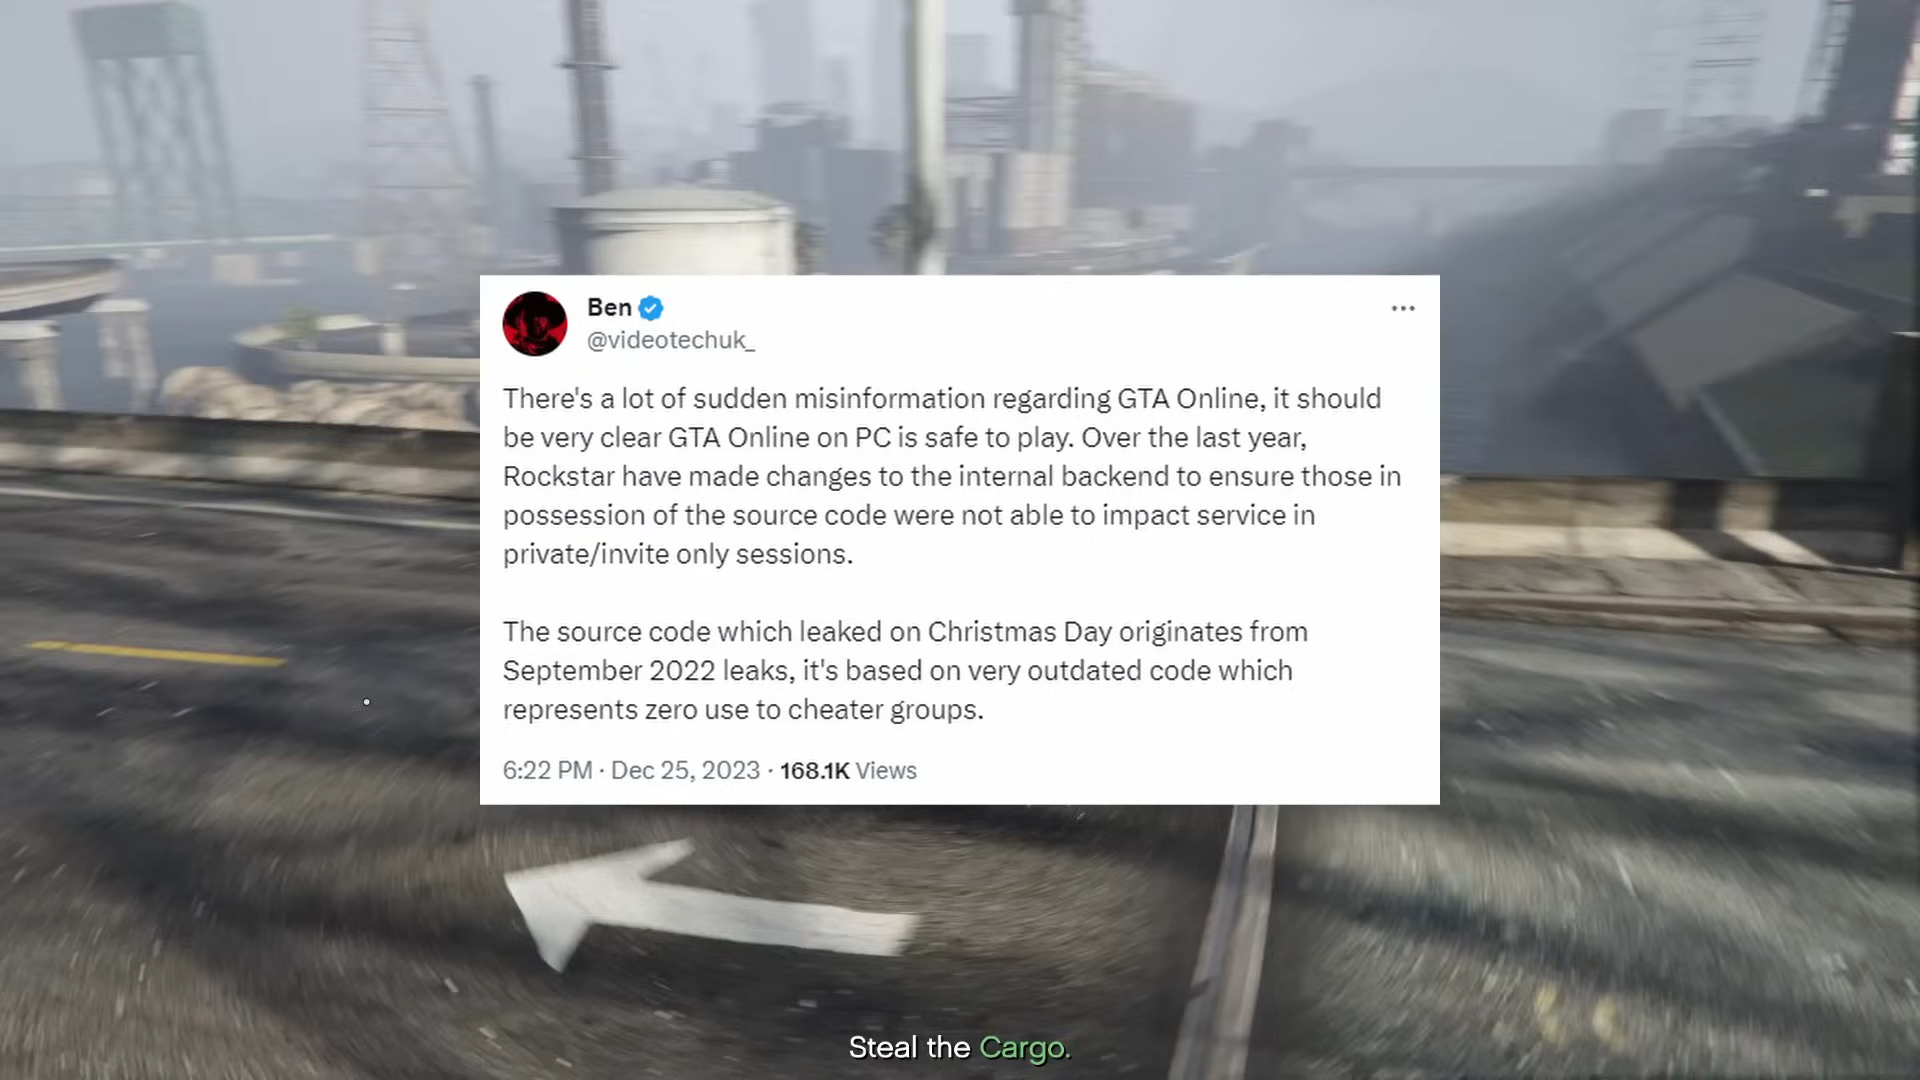 Ben
@videotechuk_
There's a lot of sudden misinformation regarding GTA Online, it should
be very clear GTA Online on PC is safe to play. Over the last year,
Rockstar have made changes to the internal backend to ensure those in
possession of the source code were not able to impact service in
private/invite only sessions.
The source code which leaked on Christmas Day originates from
September 2022 leaks, it's based on very outdated code which
represents zero use to cheater groups.
6:22 PM · Dec 25, 2023 · 168.1K Views
Steal the Cargo.